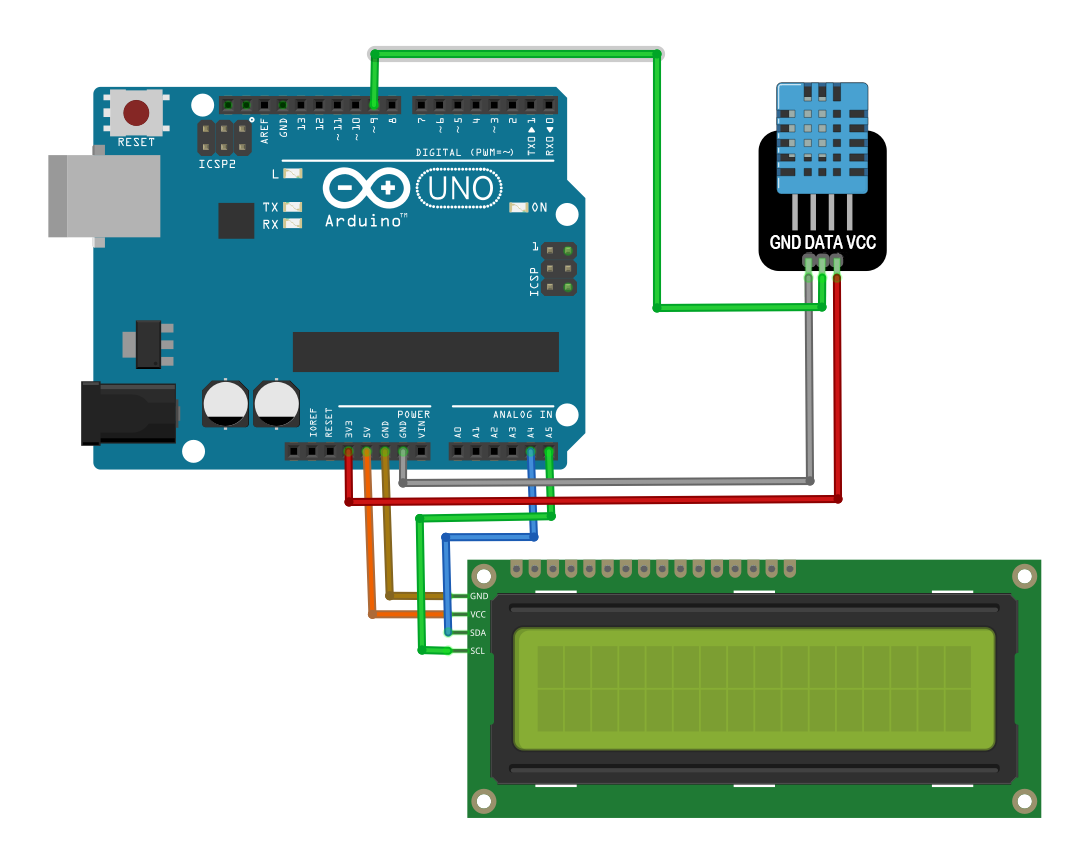 RESET
ICSP2
AREF
GND
13
12
~11
~10
~9
8
7
~6
~5
4
~3
2
TX0▶1
RX0◀0
DIGITAL (PWM=~)
L
TX
RX
Arduino™
UNO
ON
1
ICSP
GND DATA VCC
IOREF
RESET
3V3
5V
GND
GND
VIN
POWER
ANALOG IN
A0
A1
A2
A3
A4
A5
GND
VCC
SDA
SCL